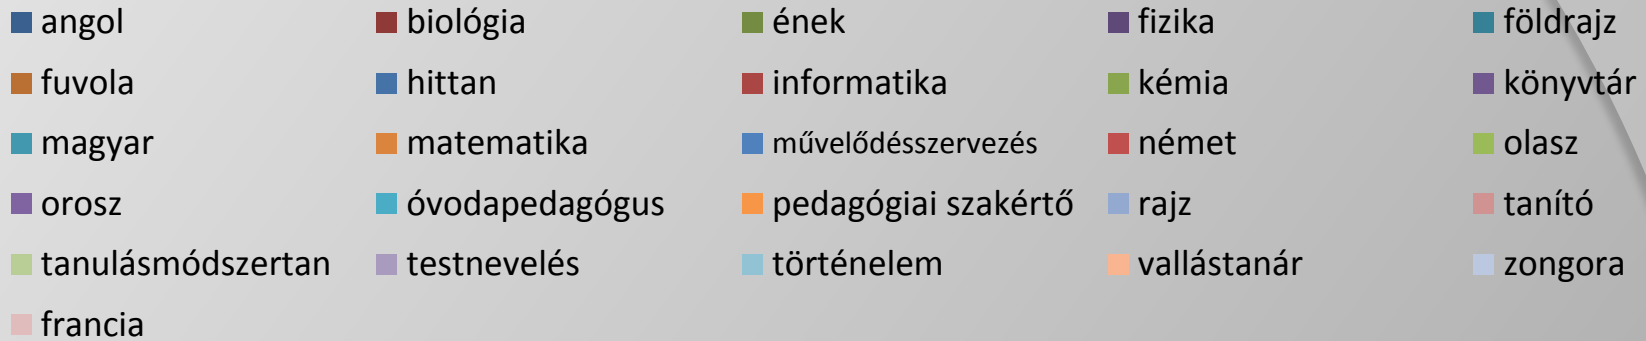 angol biológia ének fizika földrajz
fuvola hittan informatika kémia könyvtár
magyar matematika művelődésszervezés német olasz
orosz óvodapedagógus pedagógiai szakértő rajz tanító
tanulásmódszertan testnevelés történelem vallástanár zongora
francia